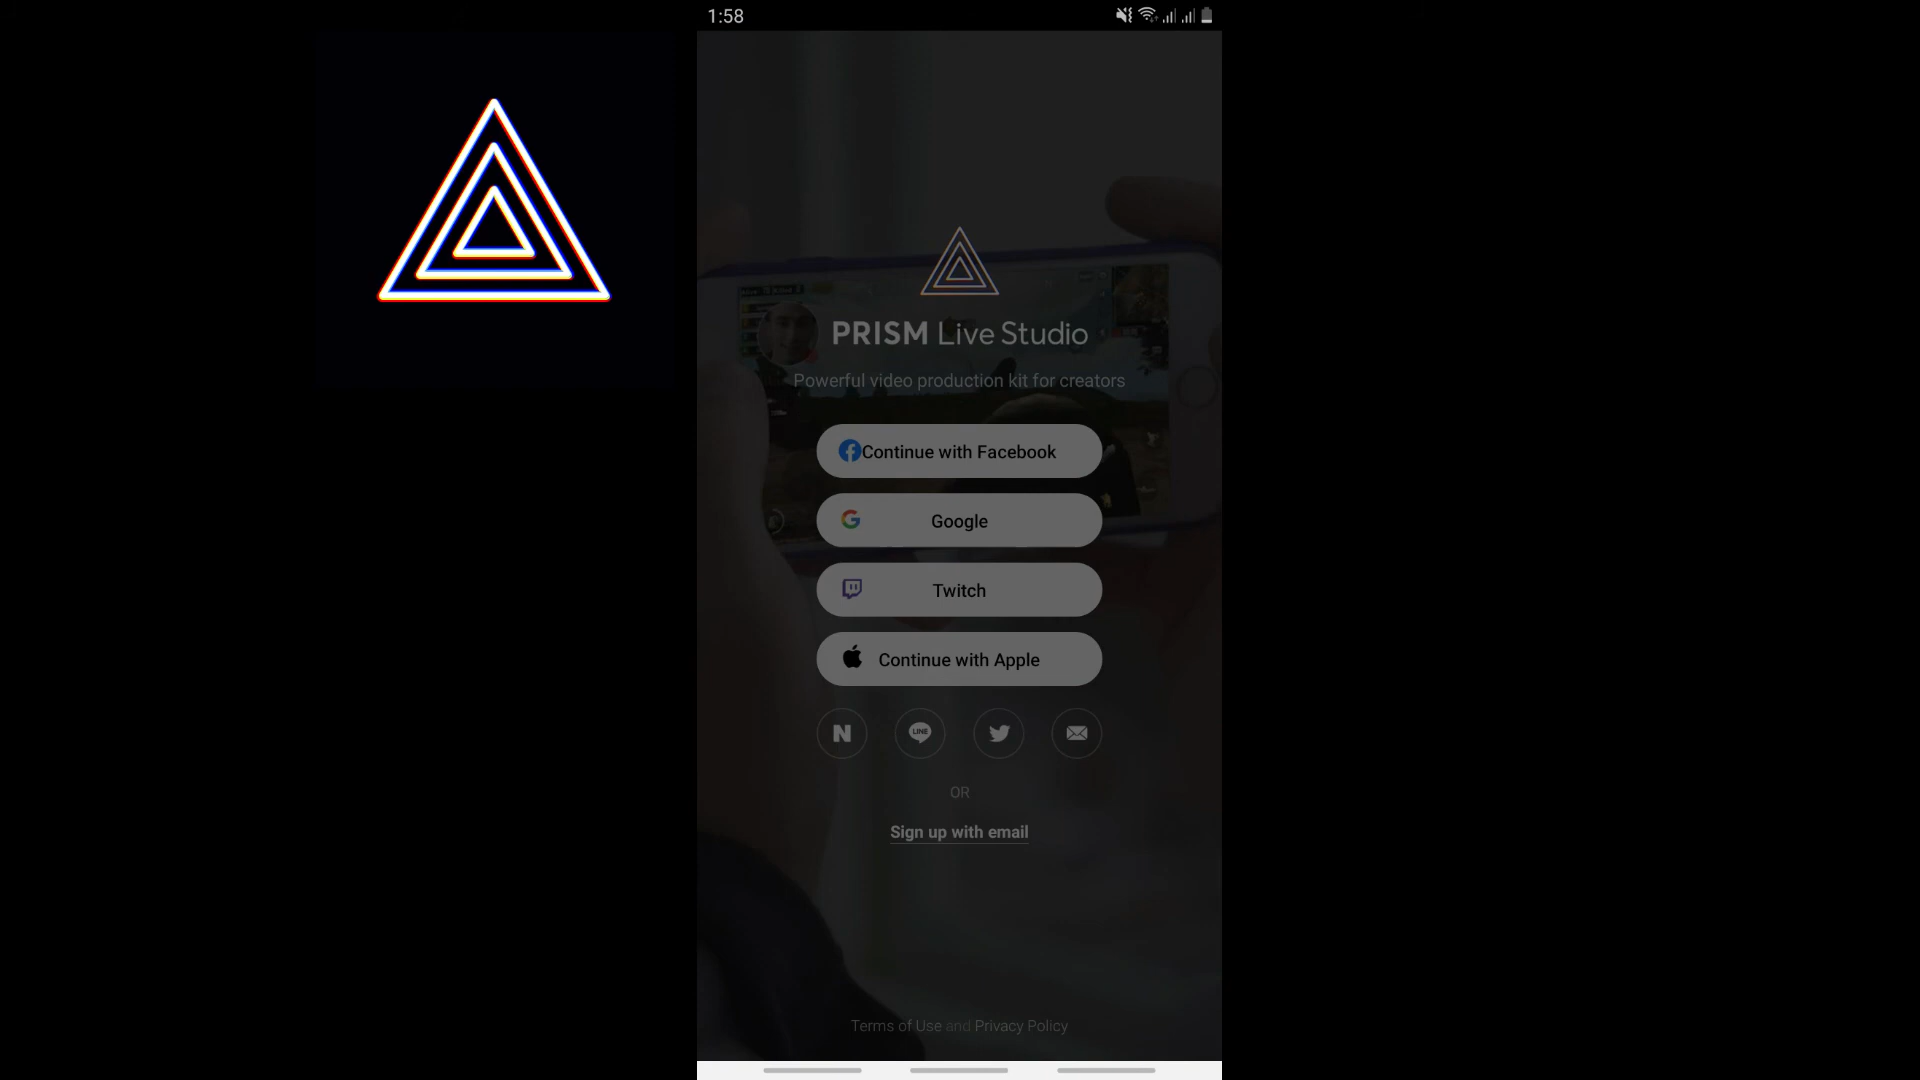 1:58
PRISM Live Studio
Powerful video production kit for creators
Continue with Facebook
Google
Twitch
Continue with Apple
N
LINE
OR
Sign up with email
Terms of Use and Privacy Policy